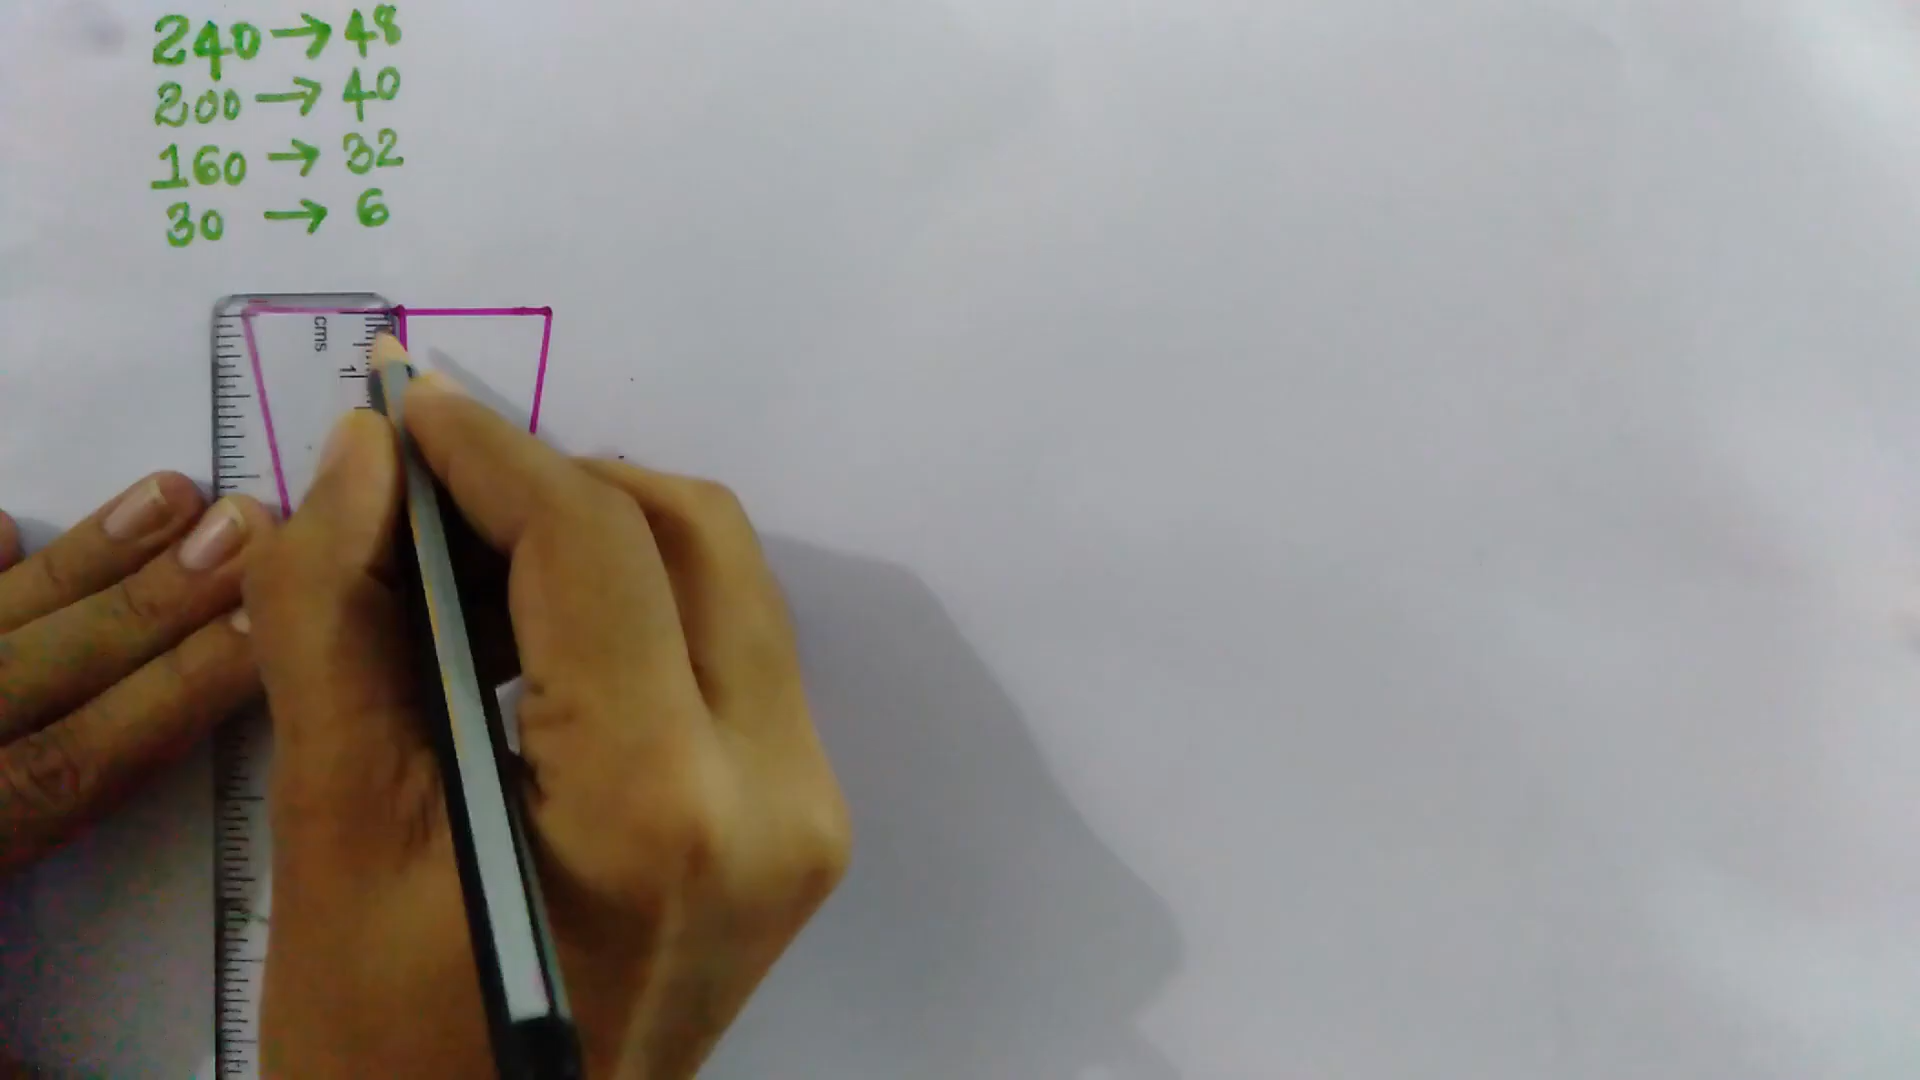 240 → 48
200 → 40
160 → 32
30 → 6
cms
1